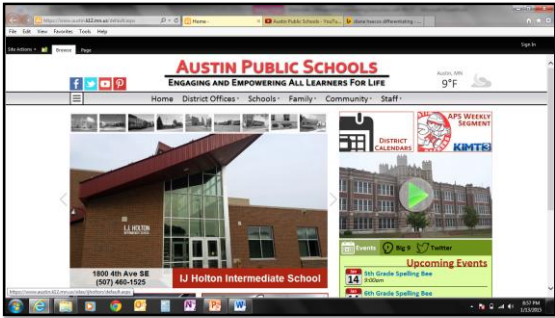 Home -
Austin Public Schools - YouTu...
File Edit View Favorites Tools Help
Site Actions
Browse
Page
Sign In
AUSTIN PUBLIC SCHOOLS
ENGAGING AND EMPOWERING ALL LEARNERS FOR LIFE
Austin, MN
9°F
Home District Offices Schools Family Community Staff
DISTRICT
CALENDARS
APS WEEKLY
SEGMENT
KIMT3
IJ HOLTON
1800 4th Ave SE
(507) 460-1525
IJ Holton Intermediate School
Events
Big 9
Twitter
Upcoming Events
Jan
14
5th Grade Spelling Bee
9:00am
6th Grade Spelling Bee
8:57 PM
1/13/2015